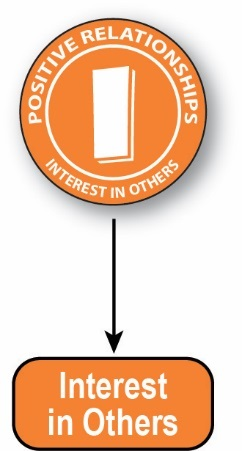 POSITIVE RELATIONSHIPS
I
INTEREST IN OTHERS
Interest
in Others